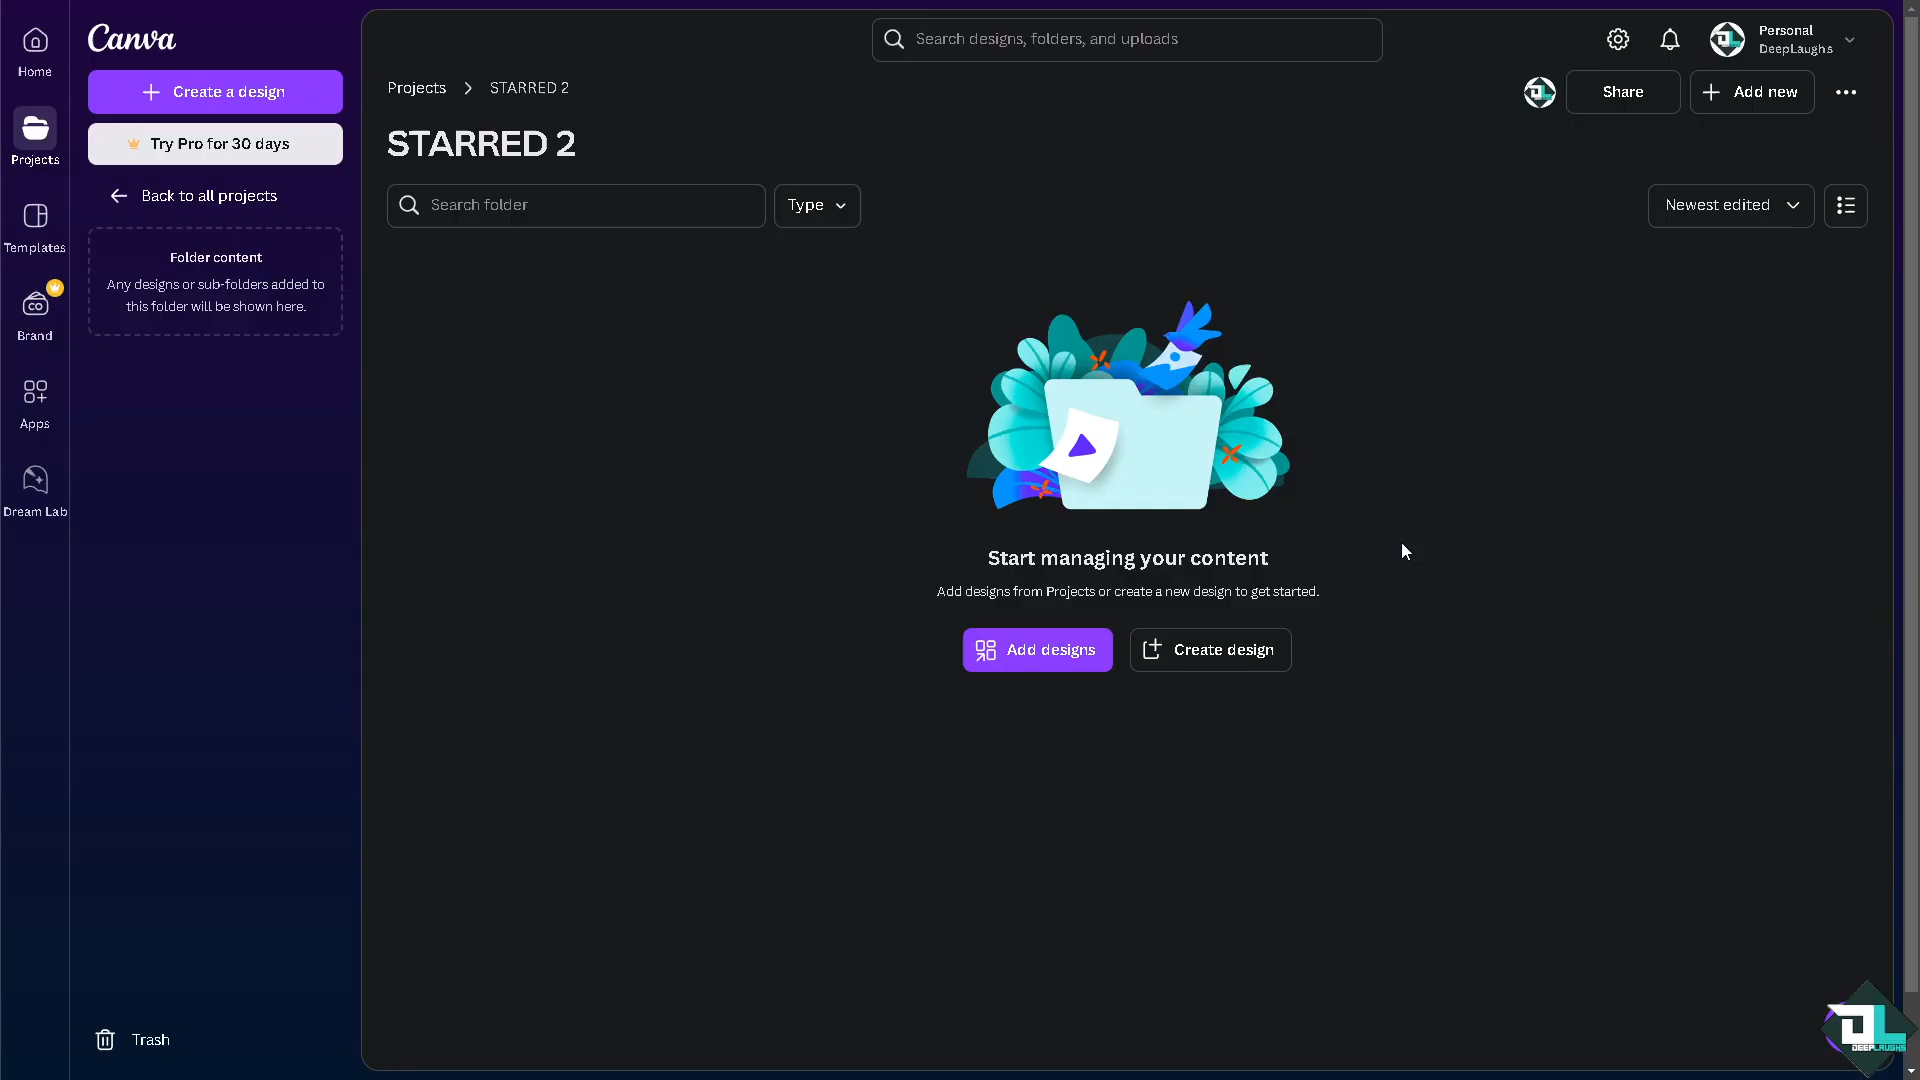 Home
Projects
Templates
Brand
Apps
Dream Lab
Canva
Create a design
Try Pro for 30 days
Back to all projects
Folder content
Any designs or sub-folders added to
this folder will be shown here.
Trash
Search designs, folders, and uploads
Personal
DeepLaughs
Projects > STARRED 2
Share
Add new
STARRED 2
Search folder
Type
Newest edited
Start managing your content
Add designs from Projects or create a new design to get started.
Add designs
Create design
DL
DEEPLAUGHS